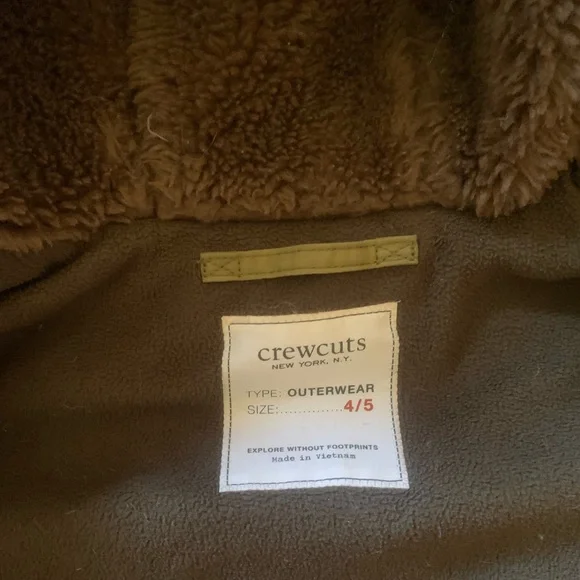 crewcuts
NEW YORK, N.Y.
TYPE: OUTERWEAR
SIZE:..............4/5
EXPLORE WITHOUT FOOTPRINTS
Made in Vietnam